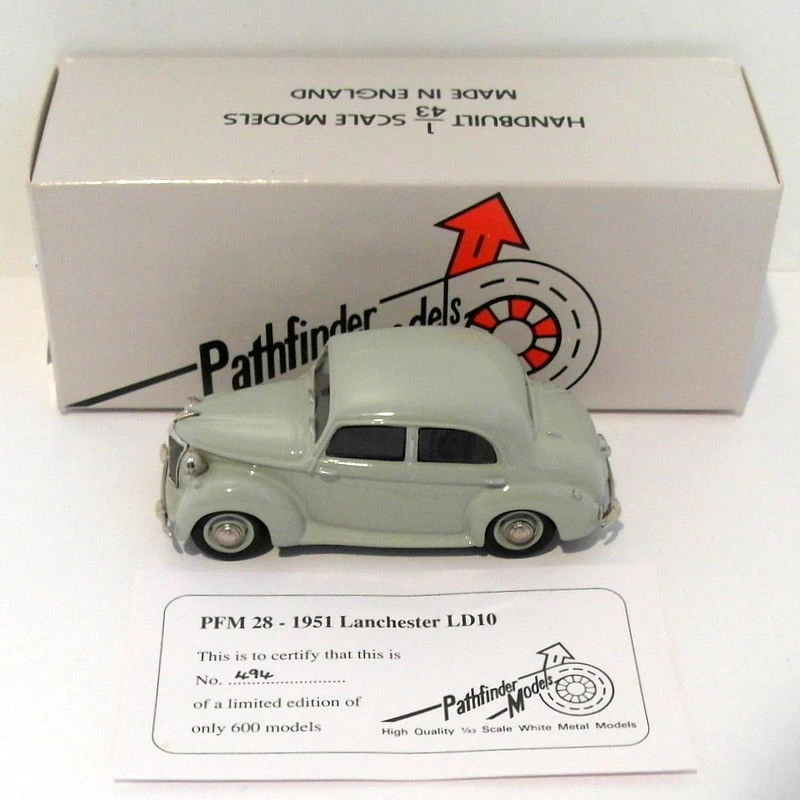 HANDBUILT 1/43 SCALE MODELS
MADE IN ENGLAND
Pathfinder
odels
PFM 28 - 1951 Lanchester LD10
This is to certify that this is
No. 494
of a limited edition of
only 600 models
Pathfinder
Models
High Quality 1/43 Scale White Metal Models